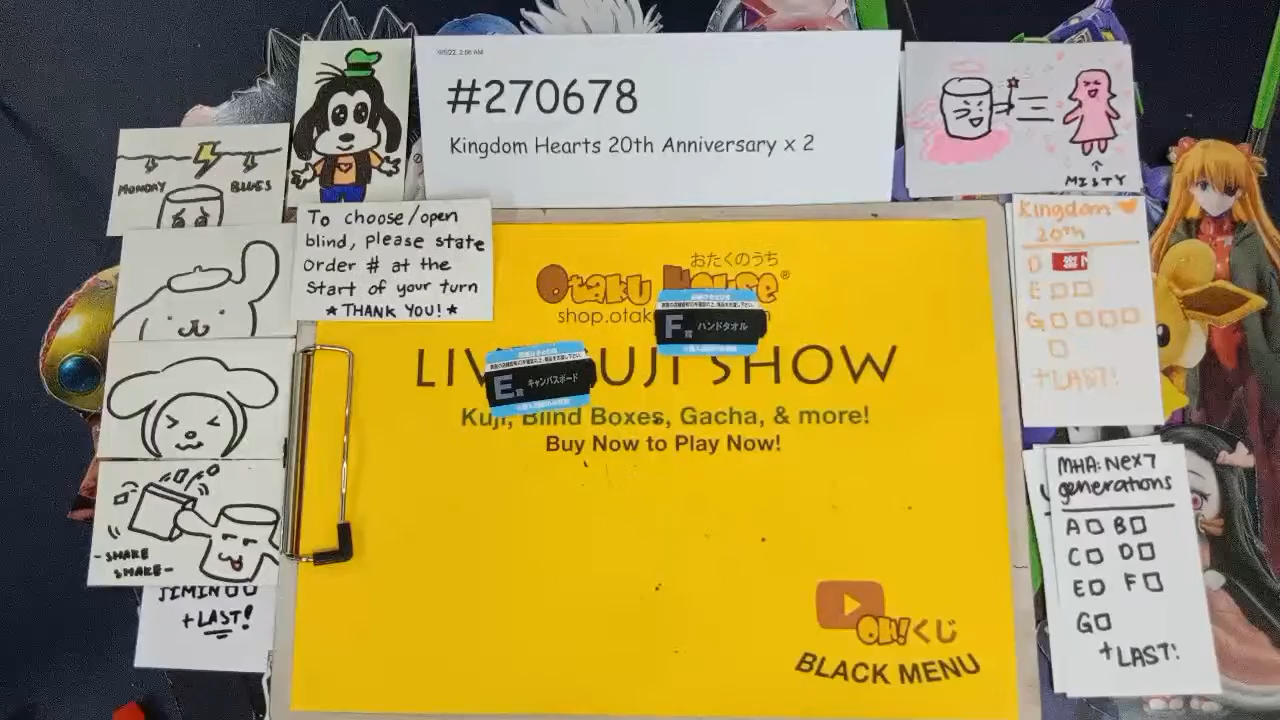 #270678
Kingdom Hearts 20th Anniversary x 2
MONDAY BLUES
MISTY
To choose/open
blind, please state
order # at the
start of your turn
★THANK YOU!★
おたくのうち
Otaku House®
shop.otak
F賞 ハンドタオル
LIV KUJI SHOW
E賞 キャンバスボード
Kuji, Blind Boxes, Gacha, & more!
Buy Now to Play Now!
Kingdom
20th
D
E
G
+LAST!
MHA: Next
generations
A B
C D
E F
G
+LAST!
-SHAKE
SHAKE-
+LAST!
Oh!くじ
BLACK MENU